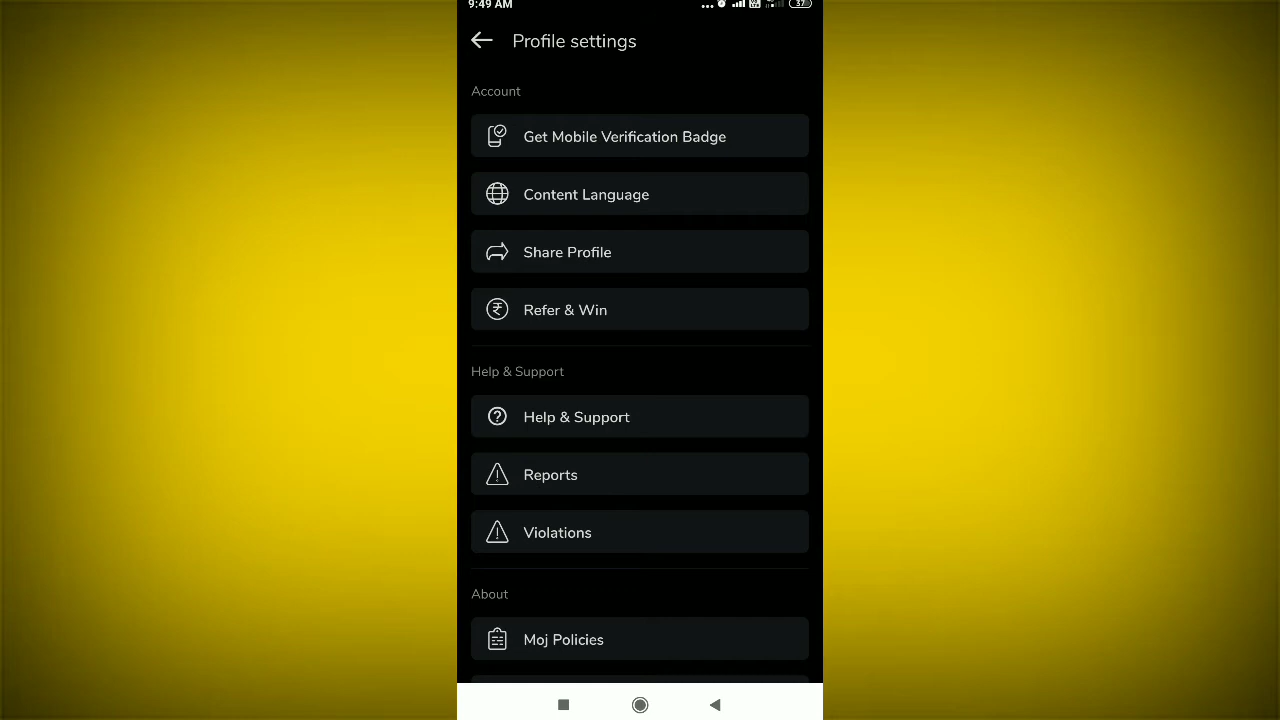 9:49 AM
37
Profile settings
Account
Get Mobile Verification Badge
Content Language
Share Profile
Refer & Win
Help & Support
Help & Support
Reports
Violations
About
Moj Policies